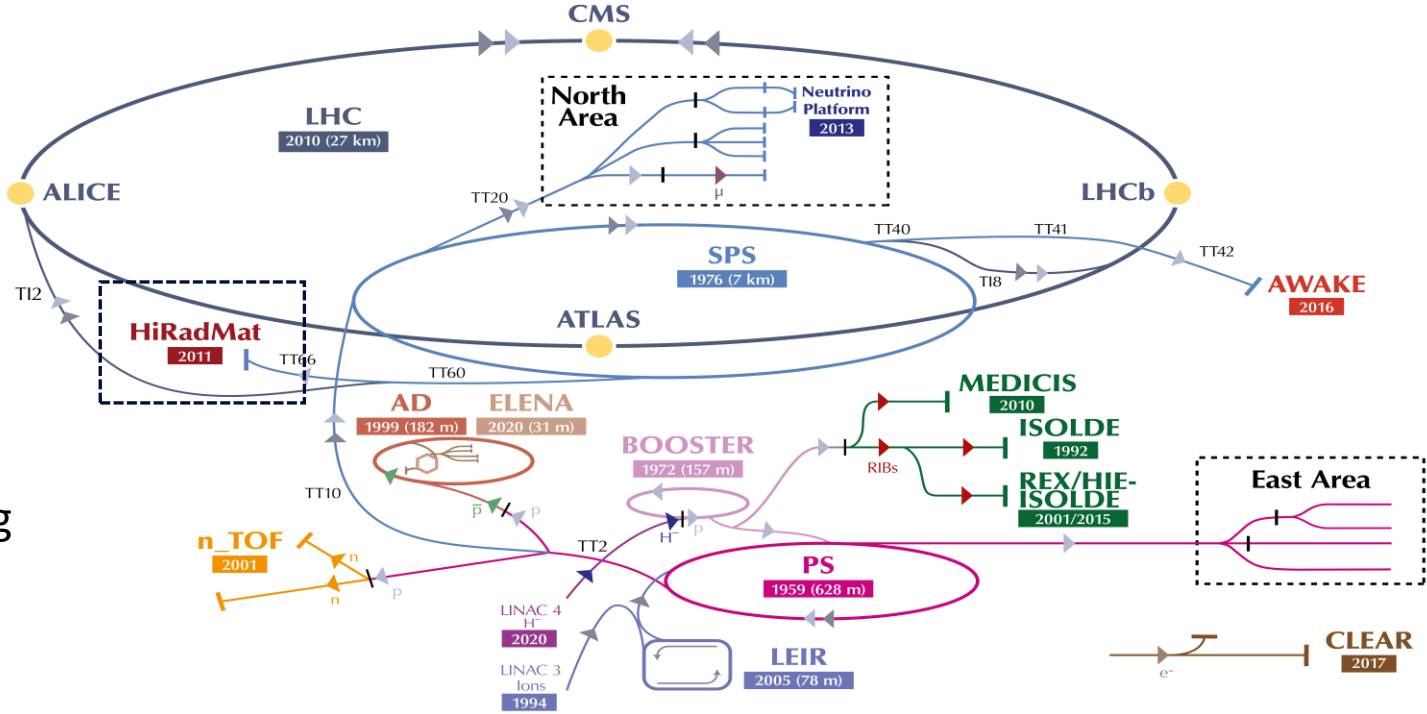 CMS
LHC
2010 (27 km)
North
Area
Neutrino
Platform
2013
ALICE
LHCb
TT20
μ
TT40
TT41
TT42
SPS
1976 (7 km)
TI8
TI2
AWAKE
2016
HiRadMat
2011
ATLAS
TT66
TT60
AD
1999 (182 m)
ELENA
2020 (31 m)
MEDICIS
2010
BOOSTER
1972 (157 m)
ISOLDE
1992
RIBs
REX/HIE-
ISOLDE
2001/2015
East Area
TT10
p̅
p
H⁻
p
g
n_TOF
2001
n
n
p
TT2
PS
1959 (628 m)
LINAC 4
H⁻
2020
LINAC 3
Ions
1994
LEIR
2005 (78 m)
e-
CLEAR
2017